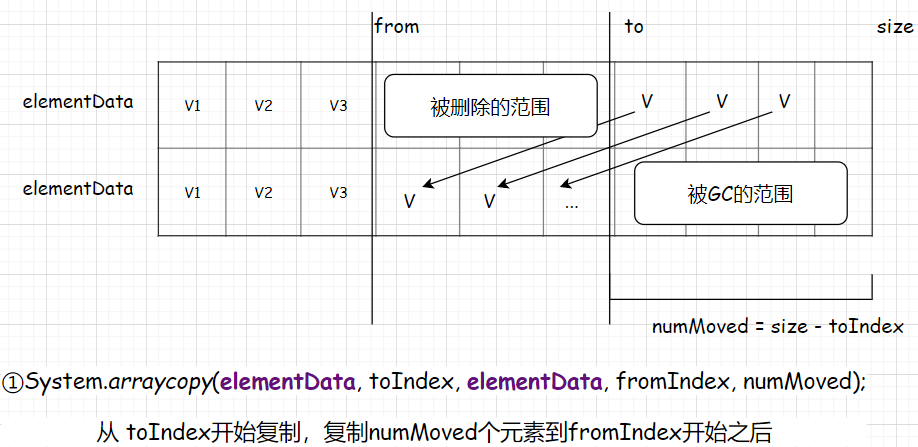 from to size
elementData V1 V2 V3 被删除的范围 V V V
elementData V1 V2 V3 V V ... 被GC的范围
numMoved = size - toIndex
①System.arraycopy(elementData, toIndex, elementData, fromIndex, numMoved);
从 toIndex开始复制，复制numMoved个元素到fromIndex开始之后